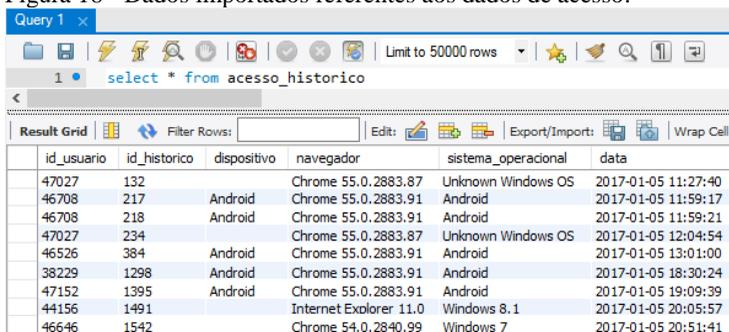 Figura 16 - Dados importados referentes aos dados de acesso.
Query 1 ×
Limit to 50000 rows
1 select * from acesso_historico
Result Grid Filter Rows: Edit: Export/Import: Wrap Cell
id_usuario id_historico dispositivo navegador sistema_operacional data
47027 132 Chrome 55.0.2883.87 Unknown Windows OS 2017-01-05 11:27:40
46708 217 Android Chrome 55.0.2883.91 Android 2017-01-05 11:59:17
46708 218 Android Chrome 55.0.2883.91 Android 2017-01-05 11:59:21
47027 234 Chrome 55.0.2883.87 Unknown Windows OS 2017-01-05 12:04:54
46526 384 Android Chrome 55.0.2883.91 Android 2017-01-05 13:01:00
38229 1298 Android Chrome 55.0.2883.91 Android 2017-01-05 18:30:24
47152 1395 Android Chrome 55.0.2883.91 Android 2017-01-05 19:09:39
44156 1491 Internet Explorer 11.0 Windows 8.1 2017-01-05 20:05:57
46646 1542 Chrome 54.0.2840.99 Windows 7 2017-01-05 20:51:41